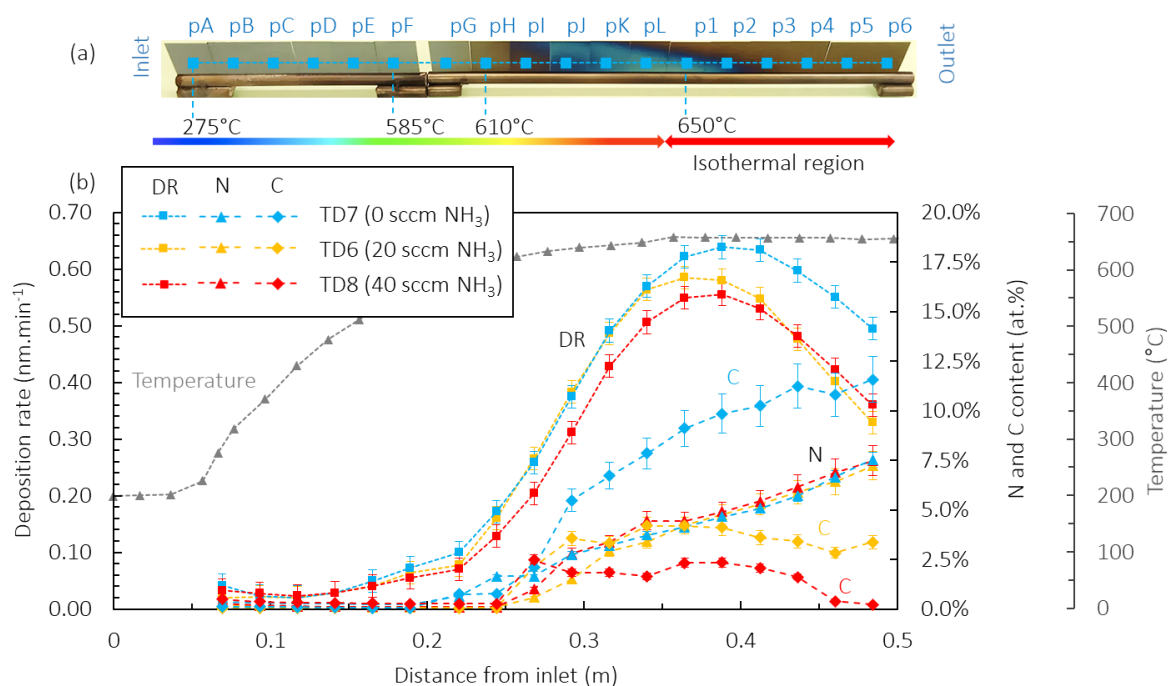 pA pB pC pD pE pF pG pH pI pJ pK pL p1 p2 p3 p4 p5 p6
(a)
Inlet
Outlet
275°C 585°C 610°C 650°C
Isothermal region
(b)
DR N C
TD7 (0 sccm NH₃)
TD6 (20 sccm NH₃)
TD8 (40 sccm NH₃)
0.70
0.60
0.50
0.40
0.30
0.20
0.10
0.00
Deposition rate (nm.min⁻¹)
Temperature
DR
C
N
C
C
20.0%
17.5%
15.0%
12.5%
10.0%
7.5%
5.0%
2.5%
0.0%
N and C content (at.%)
700
600
500
400
300
200
100
0
Temperature (°C)
0 0.1 0.2 0.3 0.4 0.5
Distance from inlet (m)